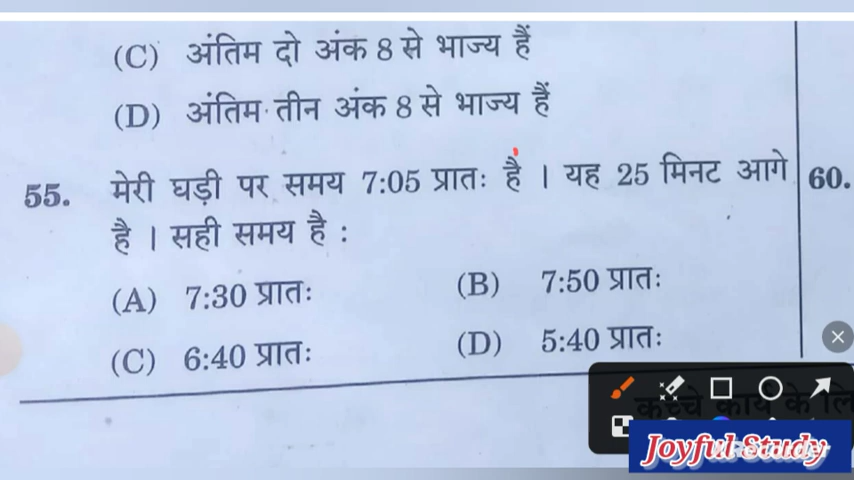 (C) अंतिम दो अंक 8 से भाज्य हैं
(D) अंतिम तीन अंक 8 से भाज्य हैं
55. मेरी घड़ी पर समय 7:05 प्रातः है । यह 25 मिनट आगे
है । सही समय है :
(A) 7:30 प्रातः (B) 7:50 प्रातः
(C) 6:40 प्रातः (D) 5:40 प्रातः
60.
कच्चे कार्य के लि
Joyful Study